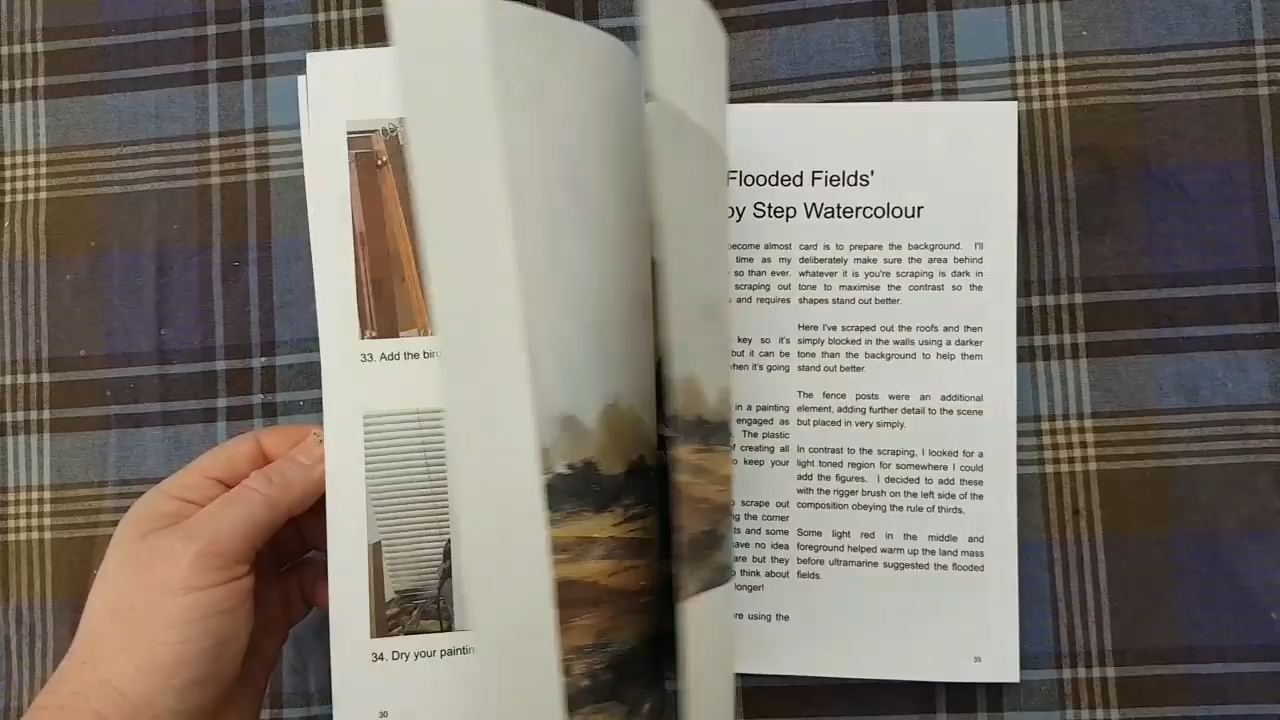 33. Add the bird
34. Dry your paintin
30
Flooded Fields'
by Step Watercolour
become almost
time as my
so than ever.
scraping out
and requires
key so it's
but it can be
when it's going
in a painting
engaged as
The plastic
of creating all
to keep your
scrape out
the corner
and some
have no idea
are but they
think about
longer!
using the
card is to prepare the background. I'll
deliberately make sure the area behind
whatever it is you're scraping is dark in
tone to maximise the contrast so the
shapes stand out better.
Here I've scraped out the roofs and then
simply blocked in the walls using a darker
tone than the background to help them
stand out better.
The fence posts were an additional
element, adding further detail to the scene
but placed in very simply.
In contrast to the scraping, I looked for a
light toned region for somewhere I could
add the figures. I decided to add these
with the rigger brush on the left side of the
composition obeying the rule of thirds.
Some light red in the middle and
foreground helped warm up the land mass
before ultramarine suggested the flooded
fields.
35